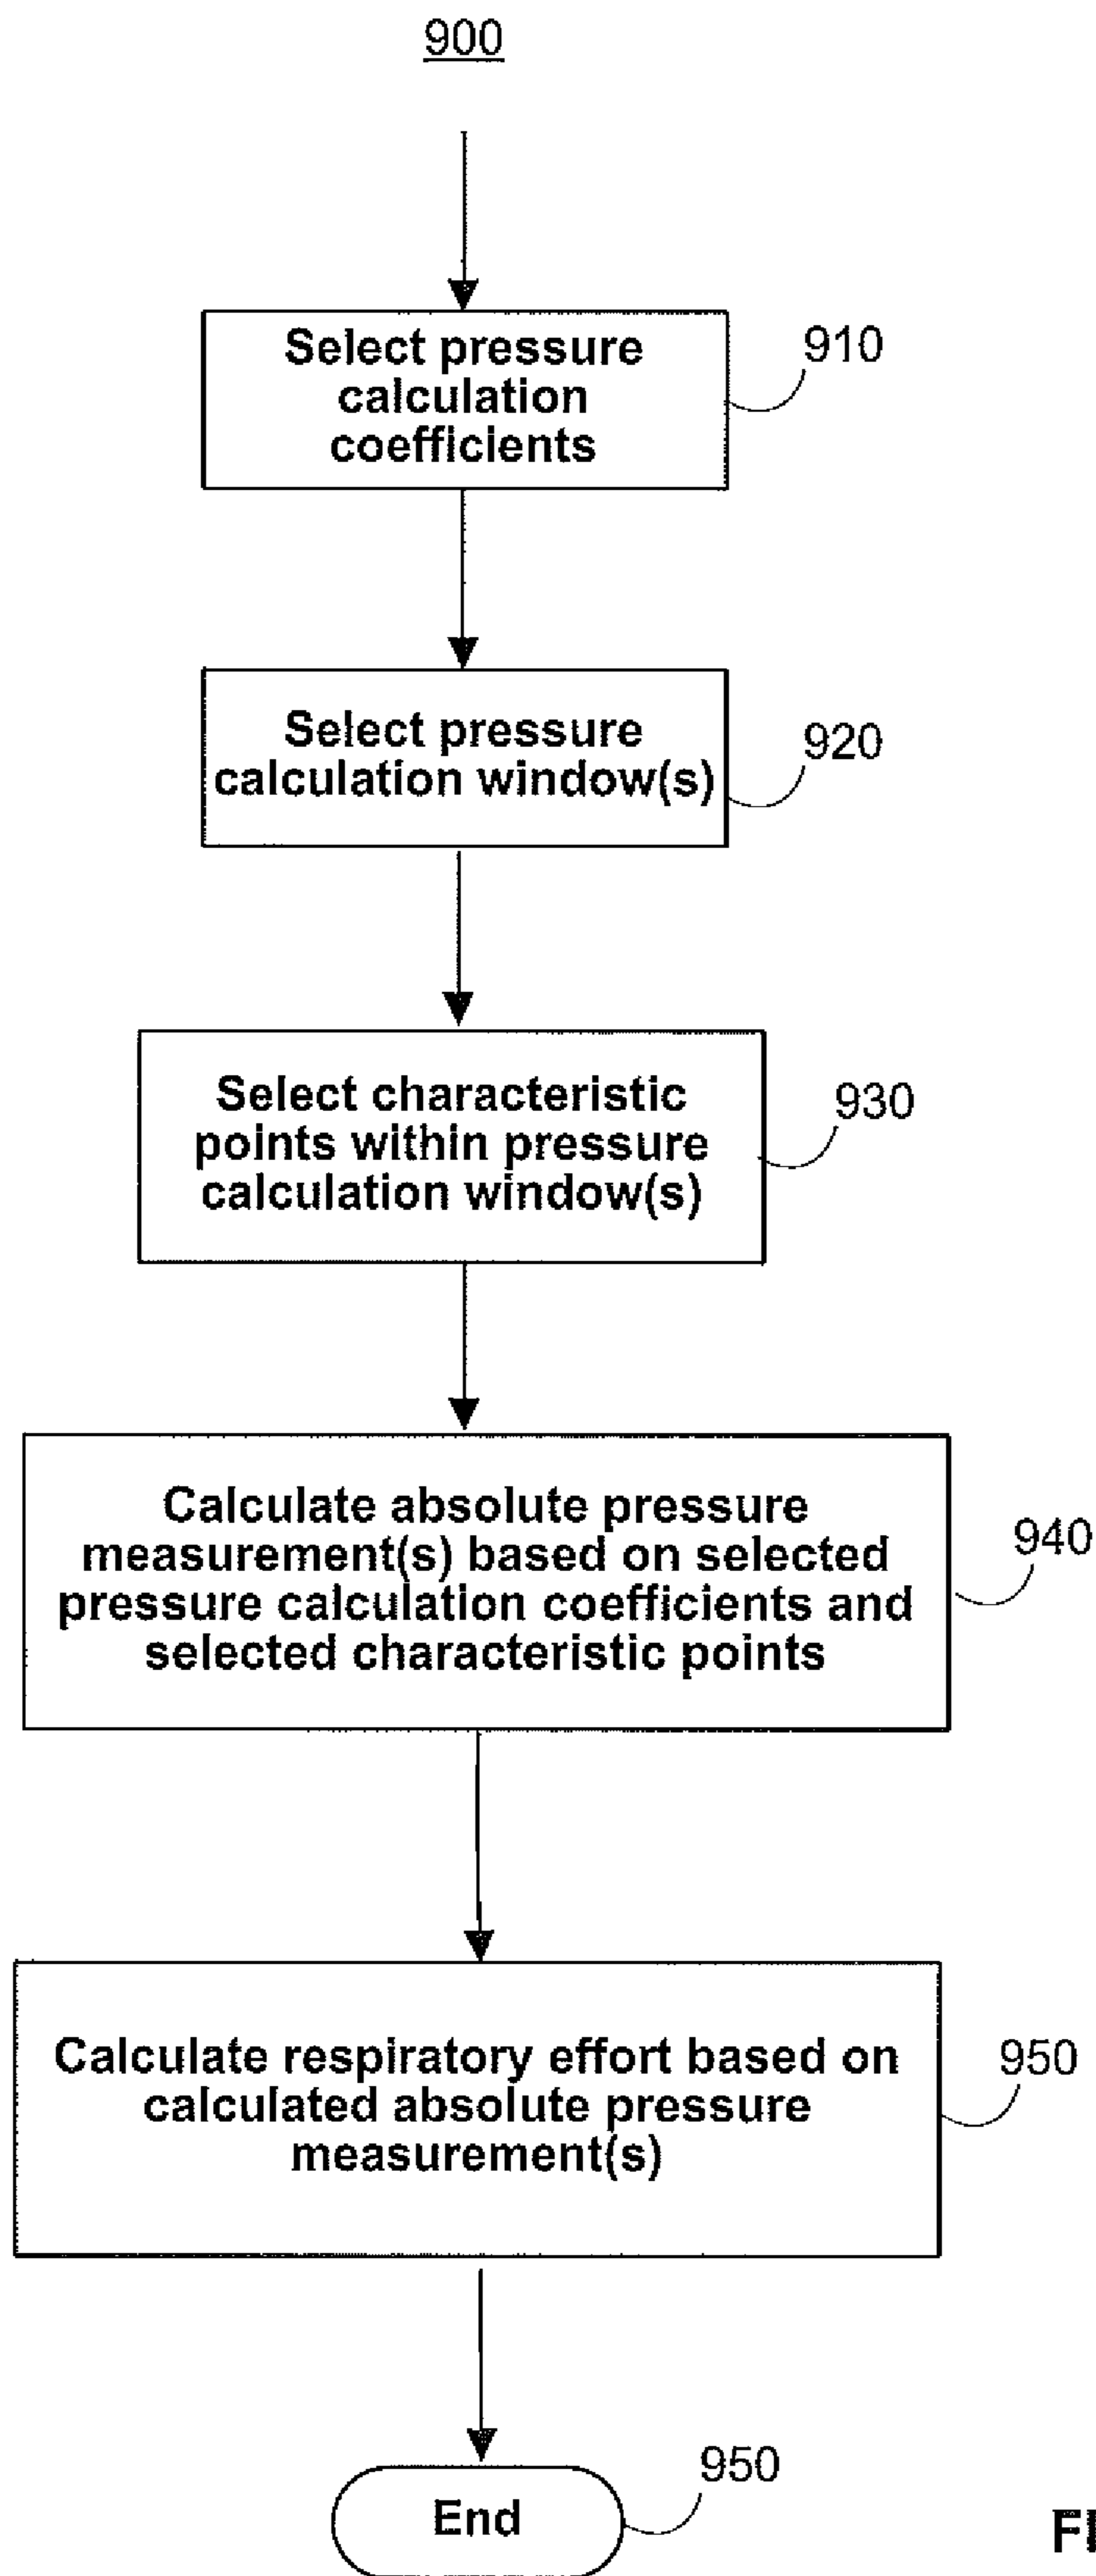 900
Select pressure
calculation
coefficients
910
Select pressure
calculation window(s)
920
Select characteristic
points within pressure
calculation window(s)
930
Calculate absolute pressure
measurement(s) based on selected
pressure calculation coefficients and
selected characteristic points
940
Calculate respiratory effort based on
calculated absolute pressure
measurement(s)
950
End
950